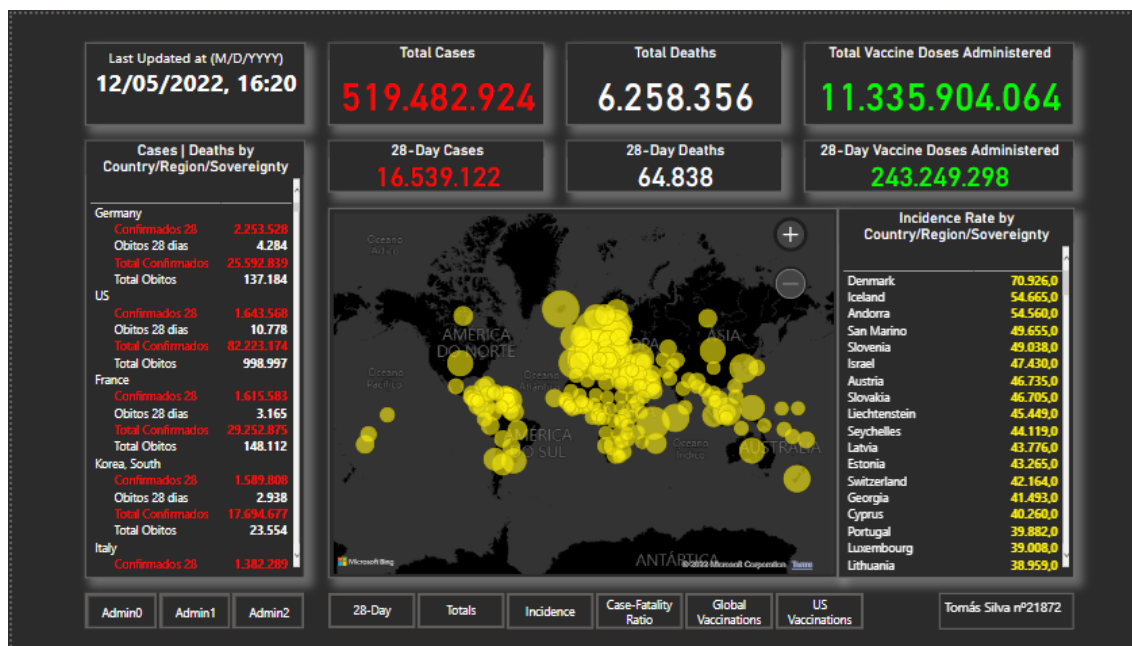 Last Updated at (M/D/YYYY)
12/05/2022, 16:20
Total Cases
519.482.924
Total Deaths
6.258.356
Total Vaccine Doses Administered
11.335.904.064
28-Day Cases
16.539.122
28-Day Deaths
64.838
28-Day Vaccine Doses Administered
243.249.298
Cases | Deaths by
Country/Region/Sovereignty
Germany
Confirmados 28 2.253.528
Obitos 28 dias 4.284
Total Confirmados 25.592.839
Total Obitos 137.184
US
Confirmados 28 1.643.568
Obitos 28 dias 10.778
Total Confirmados 82.223.174
Total Obitos 998.997
France
Confirmados 28 1.615.583
Obitos 28 dias 3.165
Total Confirmados 29.252.875
Total Obitos 148.112
Korea, South
Confirmados 28 1.589.808
Obitos 28 dias 2.938
Total Confirmados 17.694.677
Total Obitos 23.554
Italy
Confirmados 28 1.382.289
Oceano
Ártico
AMÉRICA
DO NORTE
ASIA
Oceano
Pacífico
Oceano
AMÉRICA
DO SUL
Oceano
Índico
AUSTRALIA
ANTÁRTICA
Microsoft Bing
© 2022 Microsoft Corporation Terms
Incidence Rate by
Country/Region/Sovereignty
Denmark 70.926,0
Iceland 54.665,0
Andorra 54.560,0
San Marino 49.655,0
Slovenia 49.038,0
Israel 47.430,0
Austria 46.735,0
Slovakia 46.705,0
Liechtenstein 45.449,0
Seychelles 44.119,0
Latvia 43.776,0
Estonia 43.265,0
Switzerland 42.164,0
Georgia 41.493,0
Cyprus 40.260,0
Portugal 39.882,0
Luxembourg 39.008,0
Lithuania 38.959,0
Admin0
Admin1
Admin2
28-Day
Totals
Incidence
Case-Fatality
Ratio
Global
Vaccinations
US
Vaccinations
Tomás Silva nº21872